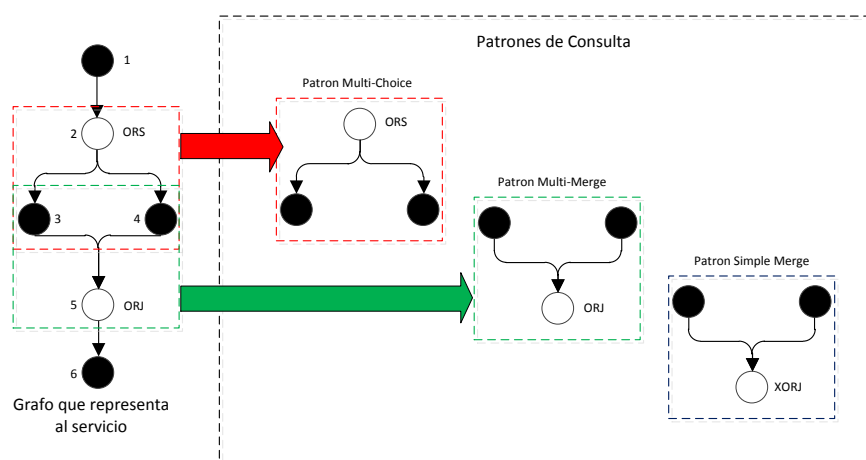 Patrones de Consulta
1
Patron Multi-Choice
2
ORS
ORS
Patron Multi-Merge
3
4
Patron Simple Merge
5
ORJ
ORJ
6
XORJ
Grafo que representa
al servicio